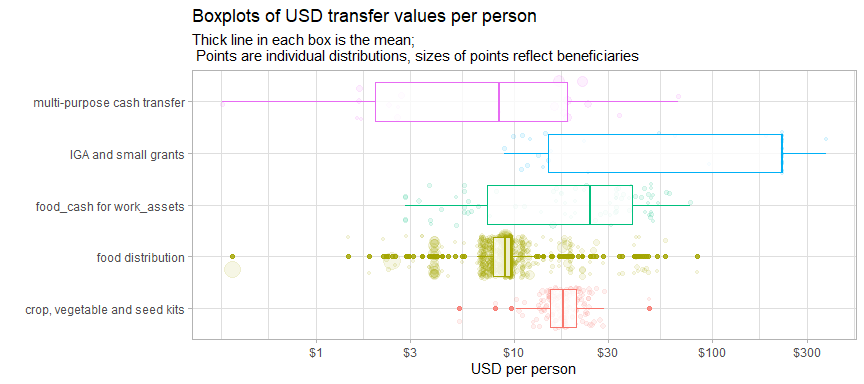 Boxplots of USD transfer values per person
Thick line in each box is the mean;
Points are individual distributions, sizes of points reflect beneficiaries
multi-purpose cash transfer
IGA and small grants
food_cash for work_assets
food distribution
crop, vegetable and seed kits
$1 $3 $10 $30 $100 $300
USD per person